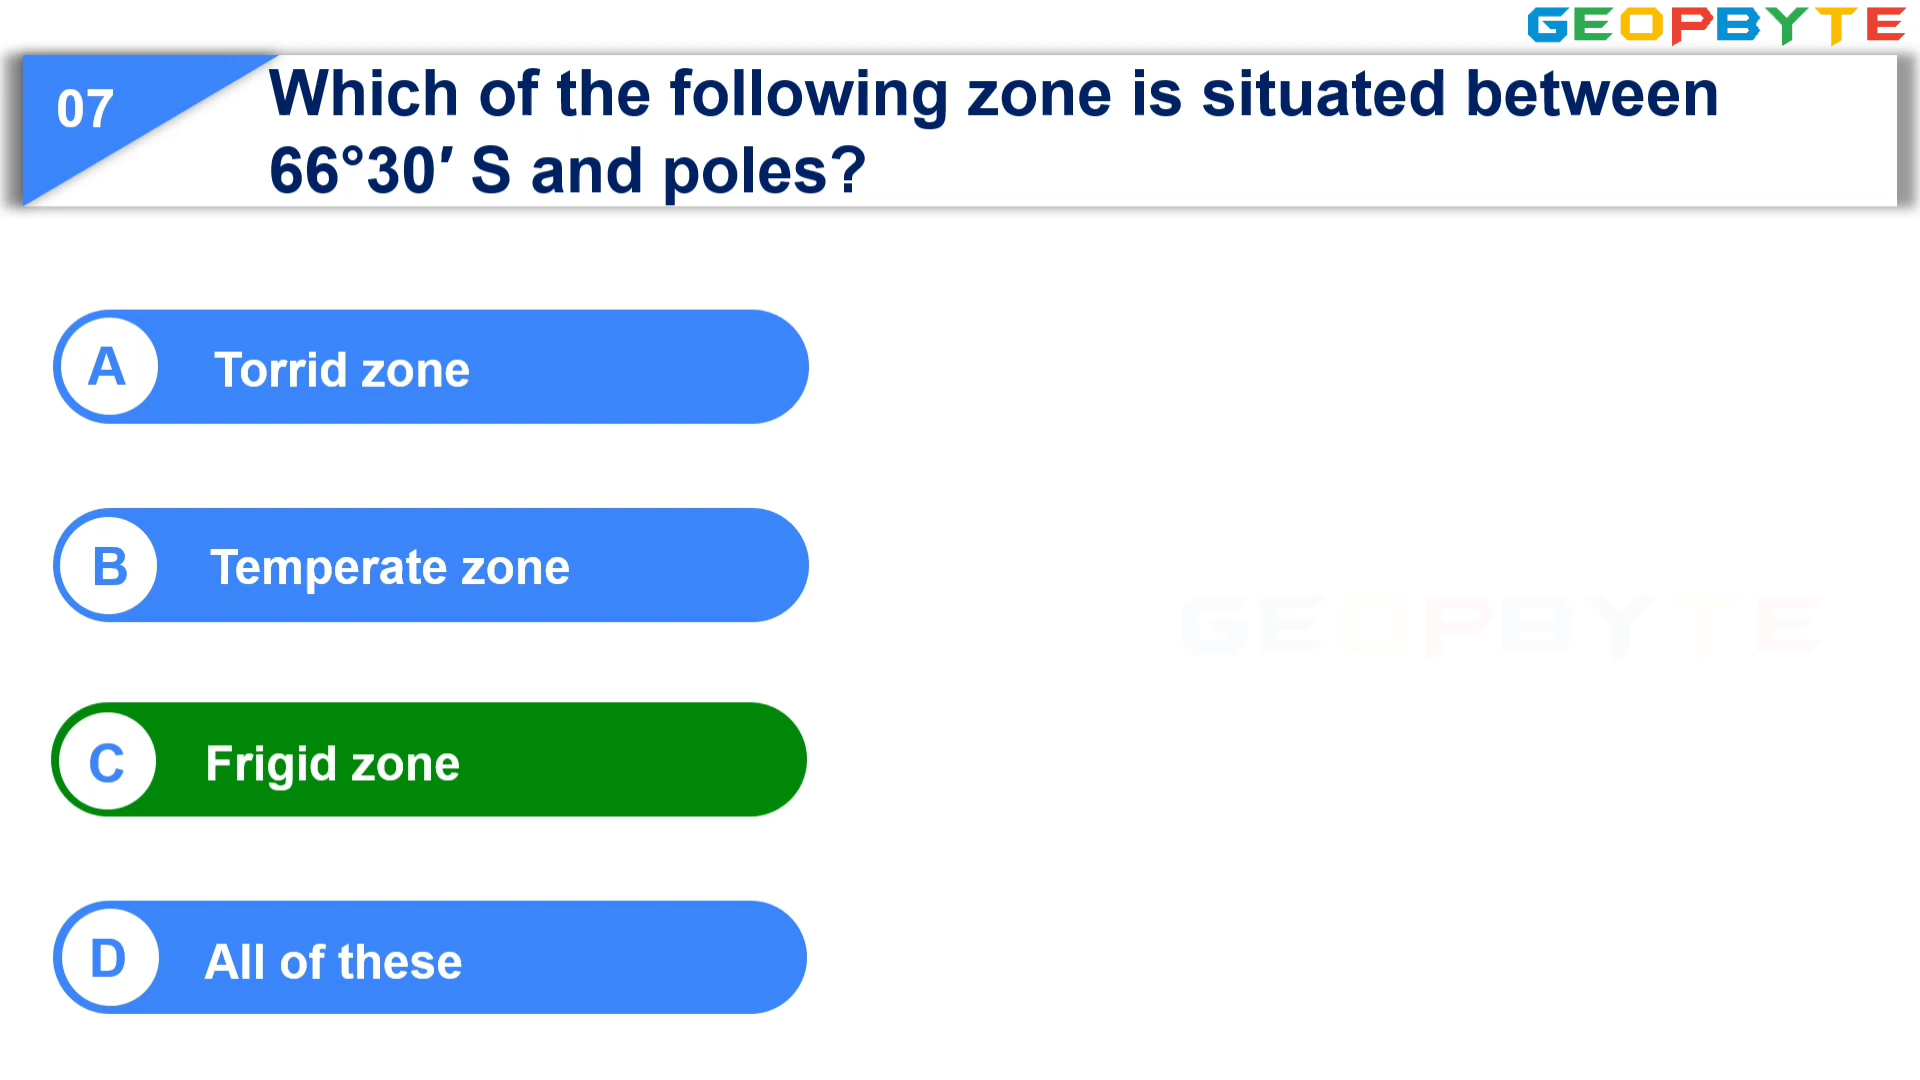 GEOPBYTE
07
Which of the following zone is situated between
66°30′ S and poles?
A
Torrid zone
B
Temperate zone
GEOPBYTE
C
Frigid zone
D
All of these